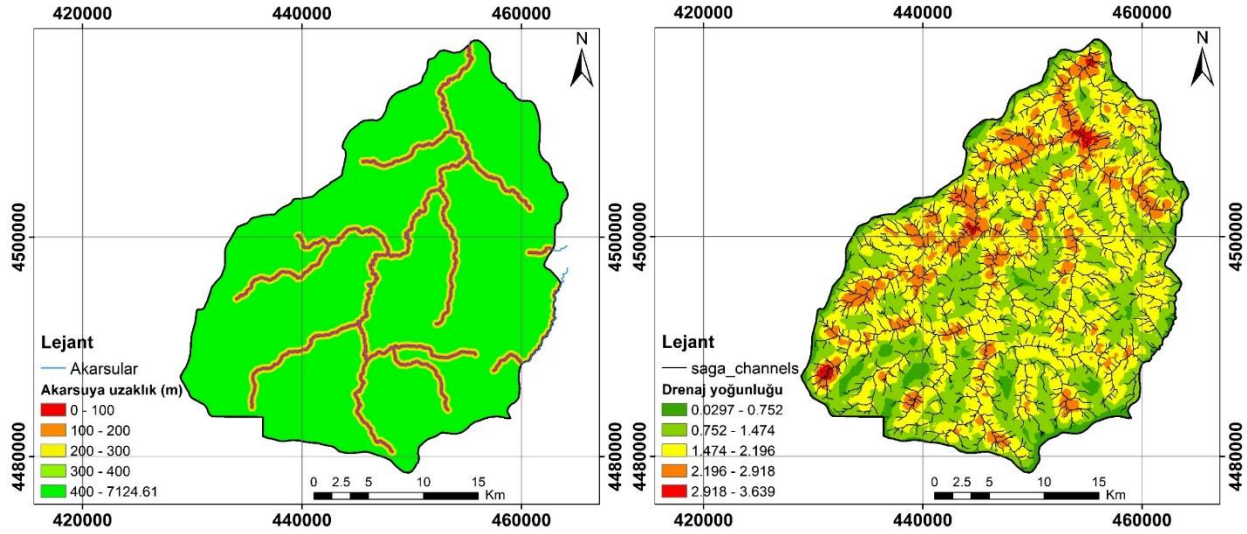 420000 440000 460000
N
4500000
4500000
4480000
4480000
Lejant
Akarsular
Akarsuya uzaklık (m)
0 - 100
100 - 200
200 - 300
300 - 400
400 - 7124.61
0 2.5 5 10 15
Km
420000 440000 460000
420000 440000 460000
N
4500000
4500000
4480000
4480000
Lejant
saga_channels
Drenaj yoğunluğu
0.0297 - 0.752
0.752 - 1.474
1.474 - 2.196
2.196 - 2.918
2.918 - 3.639
0 2.5 5 10 15
Km
420000 440000 460000